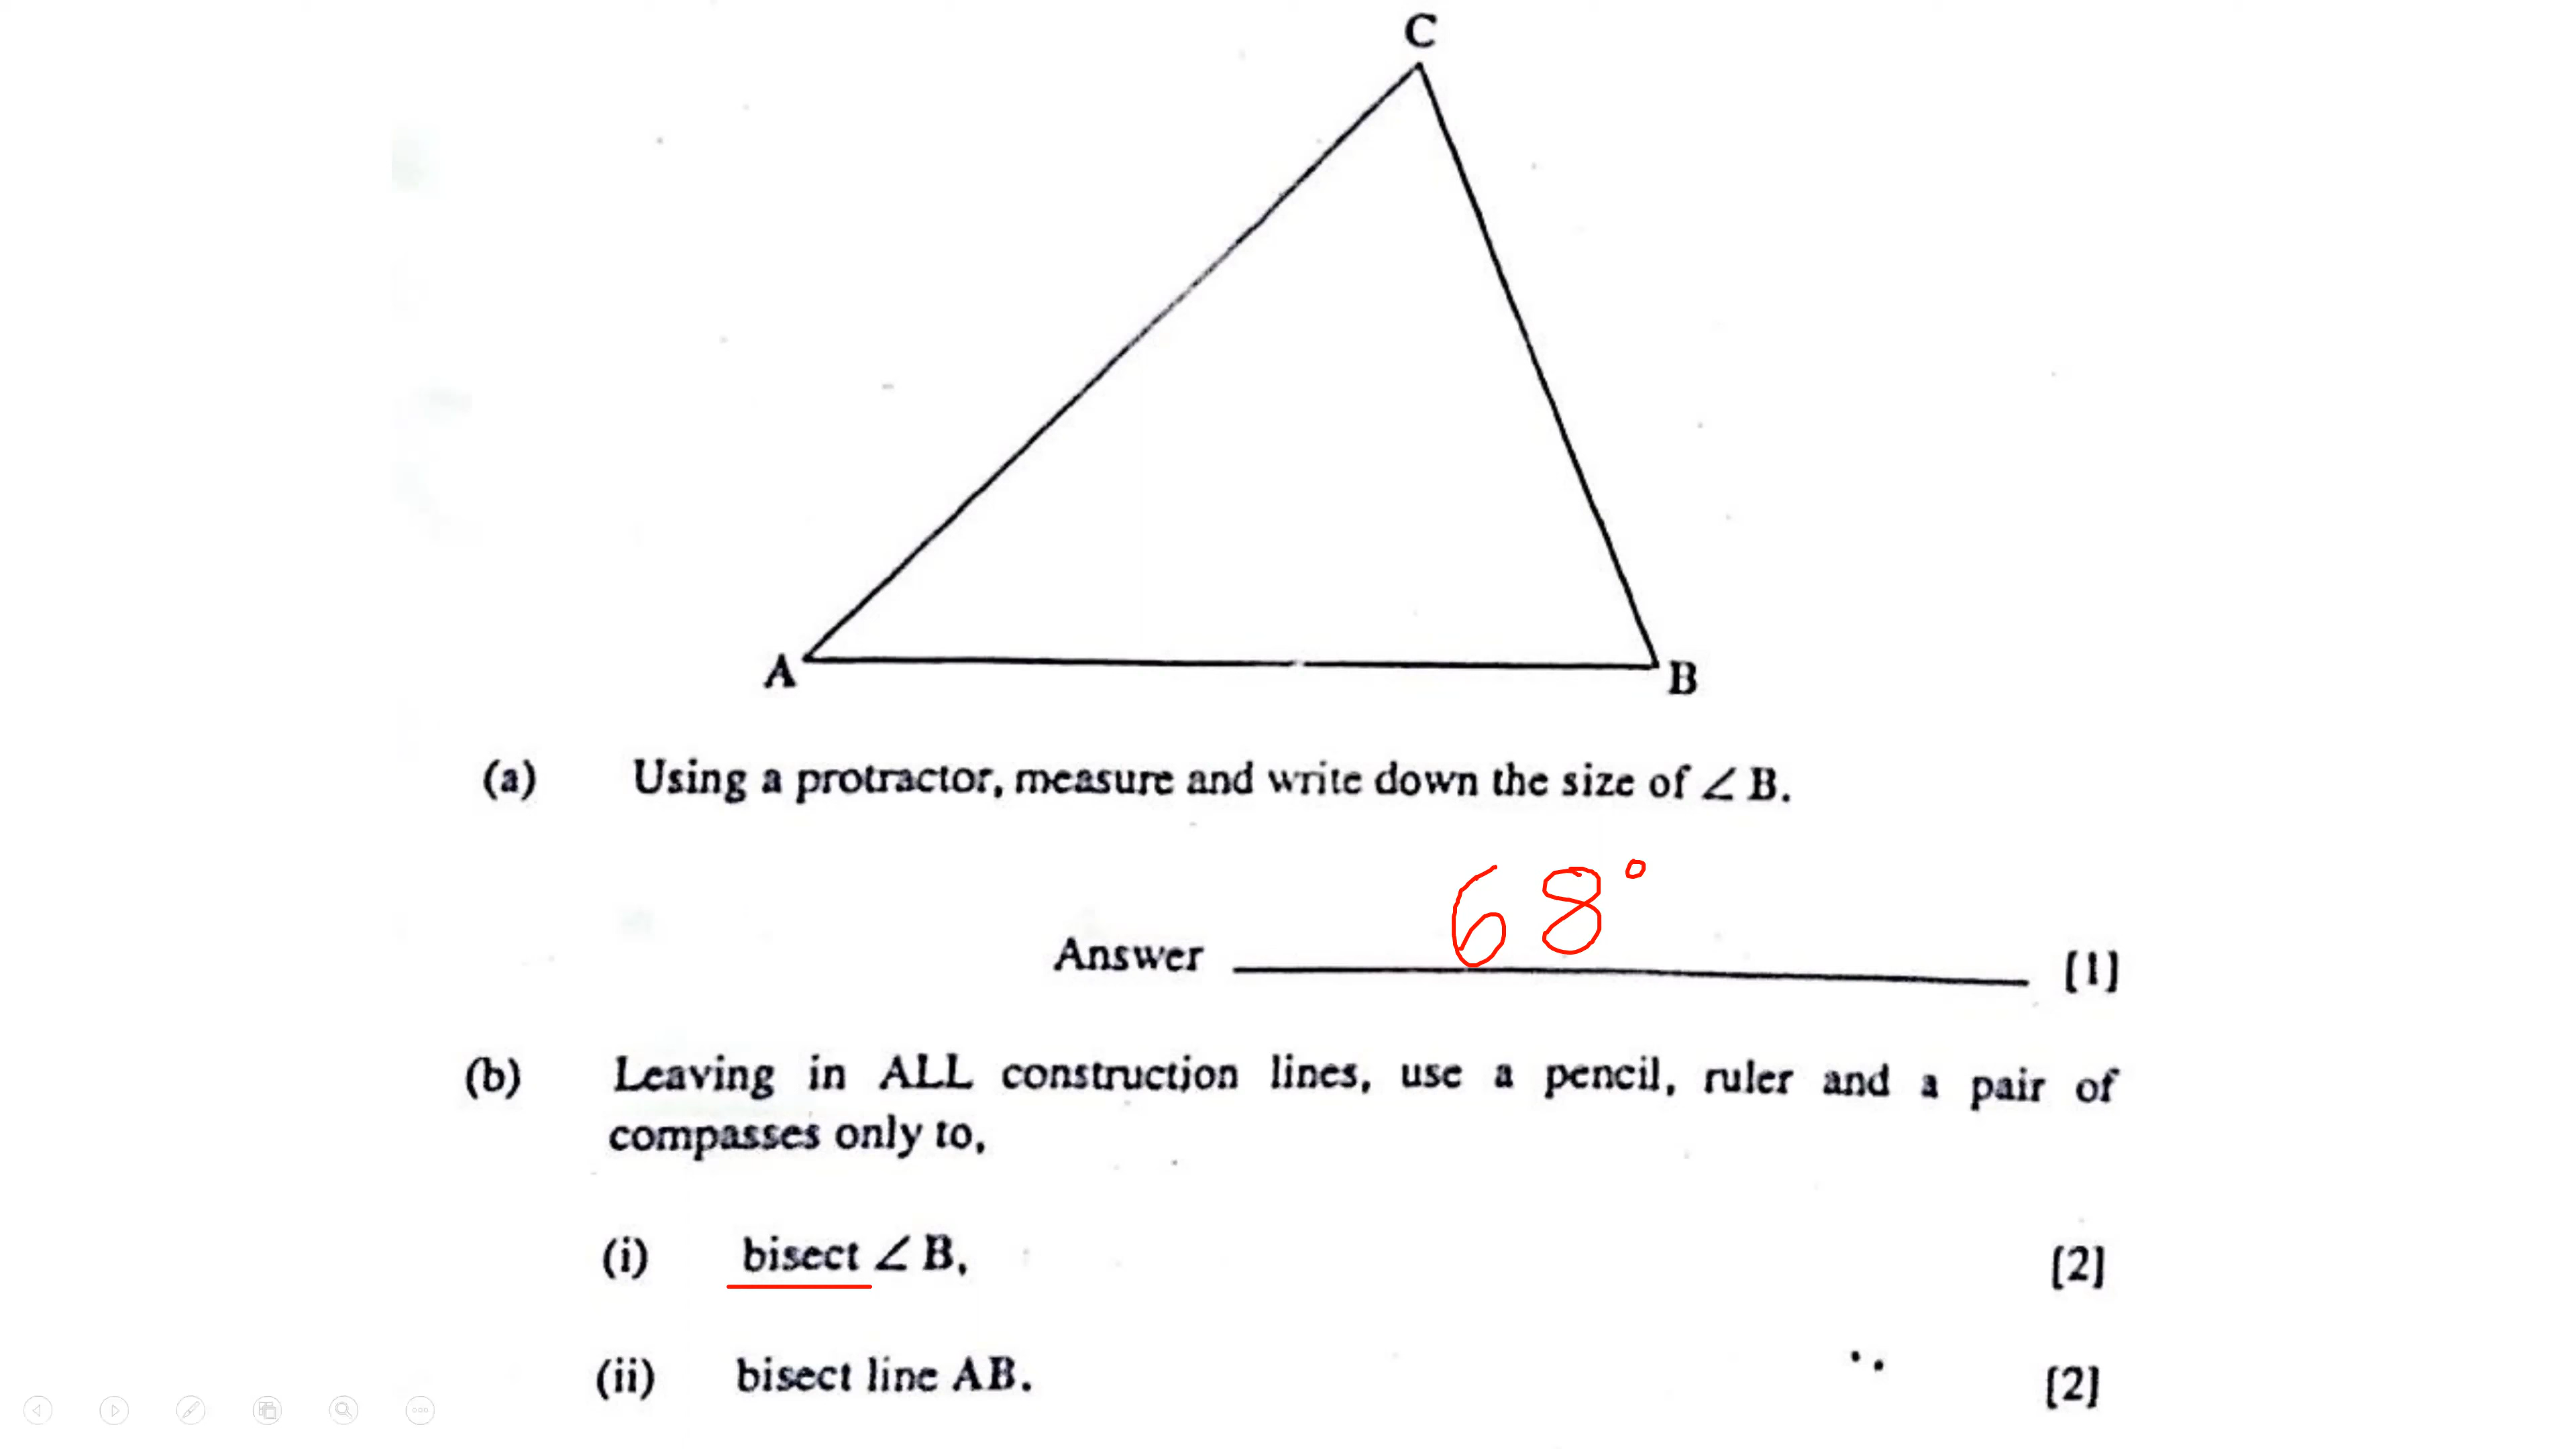 C
A
B
(a) Using a protractor, measure and write down the size of ∠ B.
68°
Answer ____________ [1]
(b) Leaving in ALL construction lines, use a pencil, ruler and a pair of
compasses only to,
(i) bisect ∠ B, [2]
(ii) bisect line AB. [2]